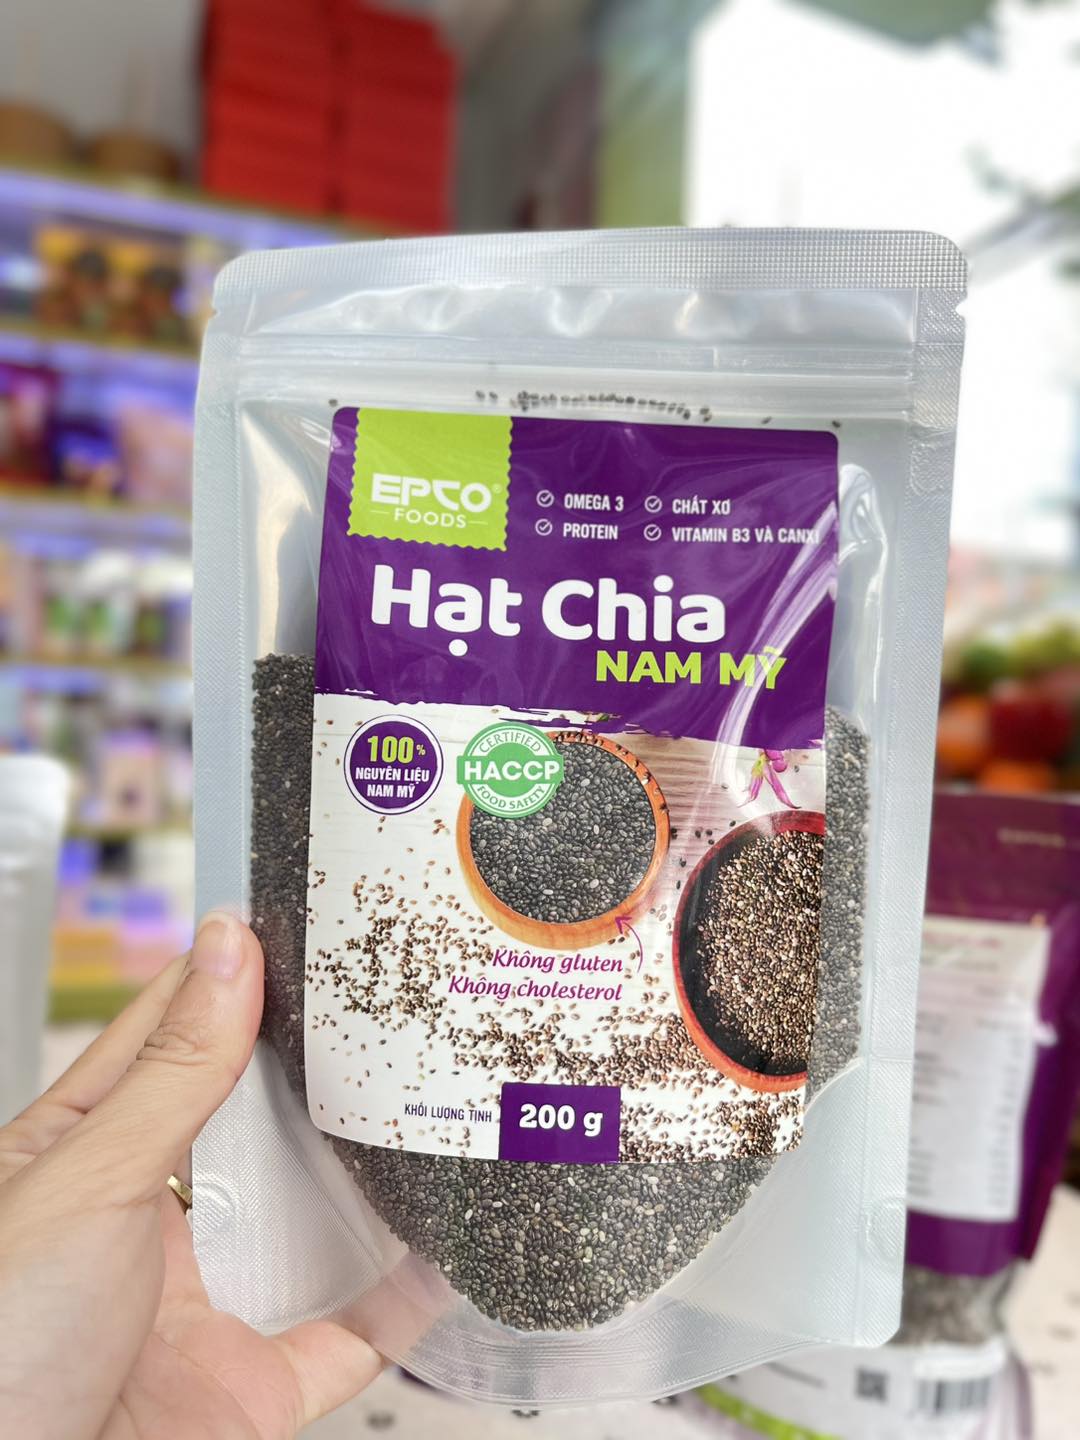 EPCO®
FOODS
OMEGA 3
CHẤT XƠ
PROTEIN
VITAMIN B3 VÀ CANXI
Hạt Chia
NAM MỸ
100%
NGUYÊN LIỆU
NAM MỸ
CERTIFIED
HACCP
FOOD SAFETY
Không gluten
Không cholesterol
KHỐI LƯỢNG TỊNH
200 g